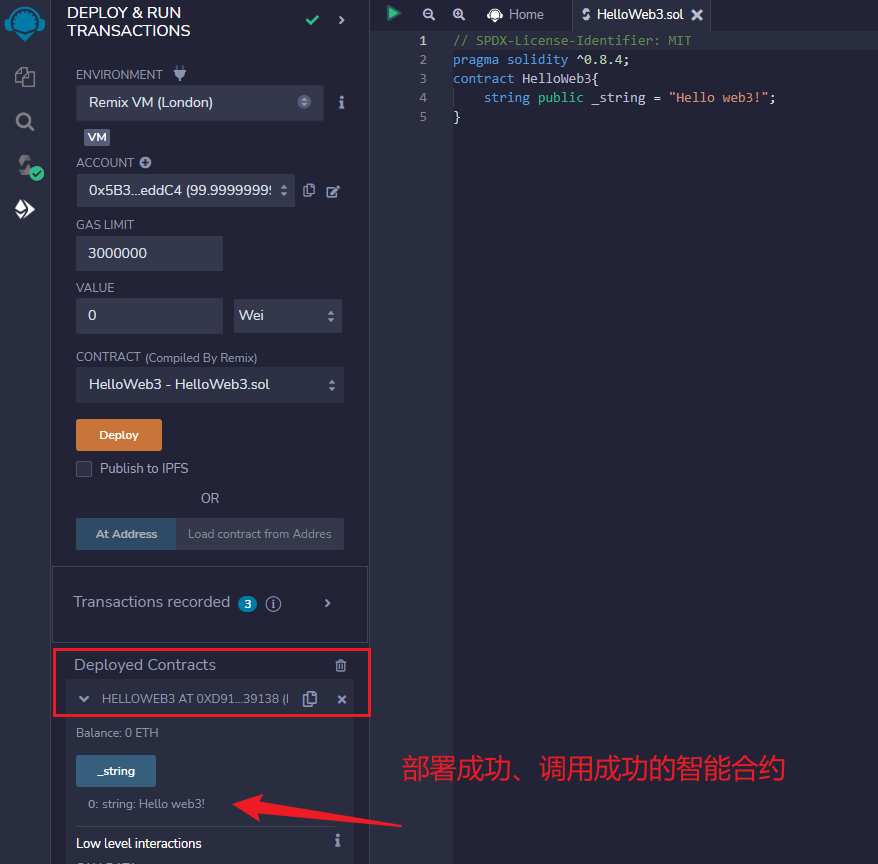 DEPLOY & RUN
TRANSACTIONS
ENVIRONMENT
Remix VM (London)
VM
ACCOUNT
0x5B3...eddC4 (99.99999999
GAS LIMIT
3000000
VALUE
0
Wei
CONTRACT (Compiled By Remix)
HelloWeb3 - HelloWeb3.sol
Deploy
Publish to IPFS
OR
At Address
Load contract from Addres
Transactions recorded 3 i
Deployed Contracts
HELLOWEB3 AT 0XD91...39138 (
Balance: 0 ETH
_string
0: string: Hello web3!
Low level interactions
Home
HelloWeb3.sol
1 // SPDX-License-Identifier: MIT
2 pragma solidity ^0.8.4;
3 contract HelloWeb3{
4 string public _string = "Hello web3!";
5 }
部署成功、调用成功的智能合约